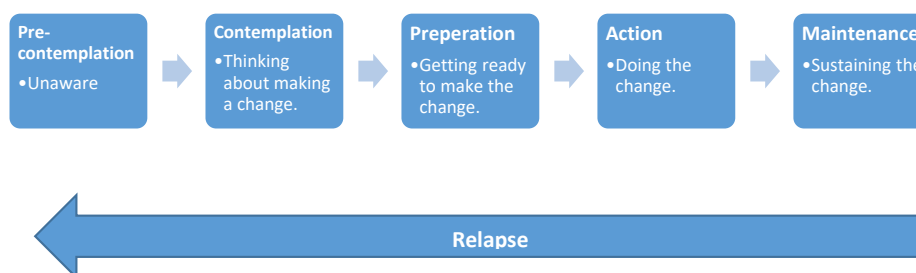 Pre-
contemplation
•Unaware
Contemplation
•Thinking
about making
a change.
Preperation
•Getting ready
to make the
change.
Action
•Doing the
change.
Maintenance
•Sustaining the
change.
Relapse